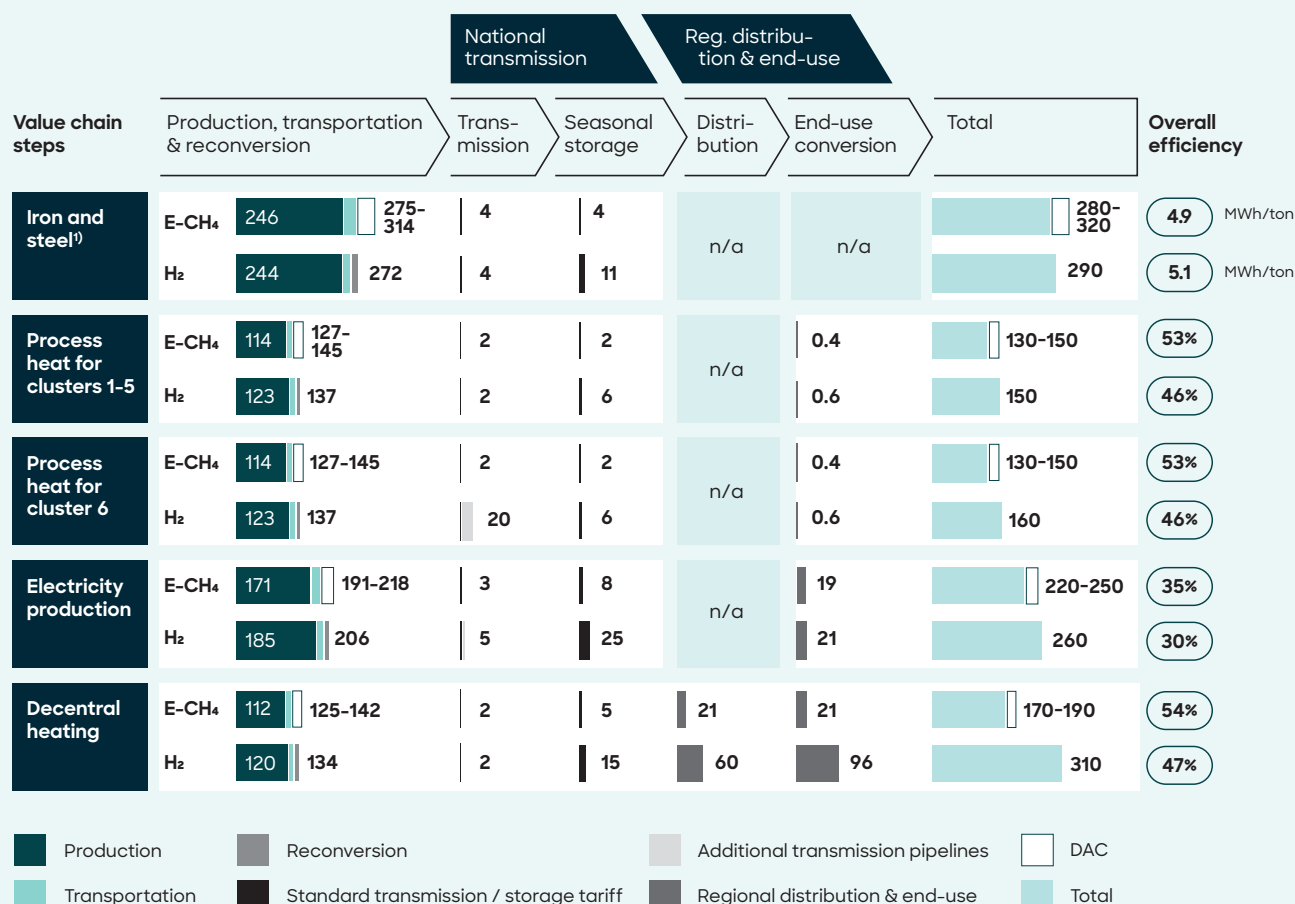 National
transmission
Reg. distribu-
tion & end-use
Value chain
steps
Production, transportation
& reconversion
Trans-
mission
Seasonal
storage
Distri-
bution
End-use
conversion
Total
Overall
efficiency
Iron and
steel¹⁾
E-CH₄ 246 275-
314
4 4 n/a n/a 280-
320
4.9 MWh/ton
H₂ 244 272 4 11 290 5.1 MWh/ton
Process
heat for
clusters 1-5
E-CH₄ 114 127-
145
2 2 n/a 0.4 130-150 53%
H₂ 123 137 2 6 0.6 150 46%
Process
heat for
cluster 6
E-CH₄ 114 127-145 2 2 n/a 0.4 130-150 53%
H₂ 123 137 20 6 0.6 160 46%
Electricity
production
E-CH₄ 171 191-218 3 8 n/a 19 220-250 35%
H₂ 185 206 5 25 21 260 30%
Decentral
heating
E-CH₄ 112 125-142 2 5 21 21 170-190 54%
H₂ 120 134 2 15 60 96 310 47%
Production Reconversion Additional transmission pipelines DAC
Transportation Standard transmission / storage tariff Regional distribution & end-use Total